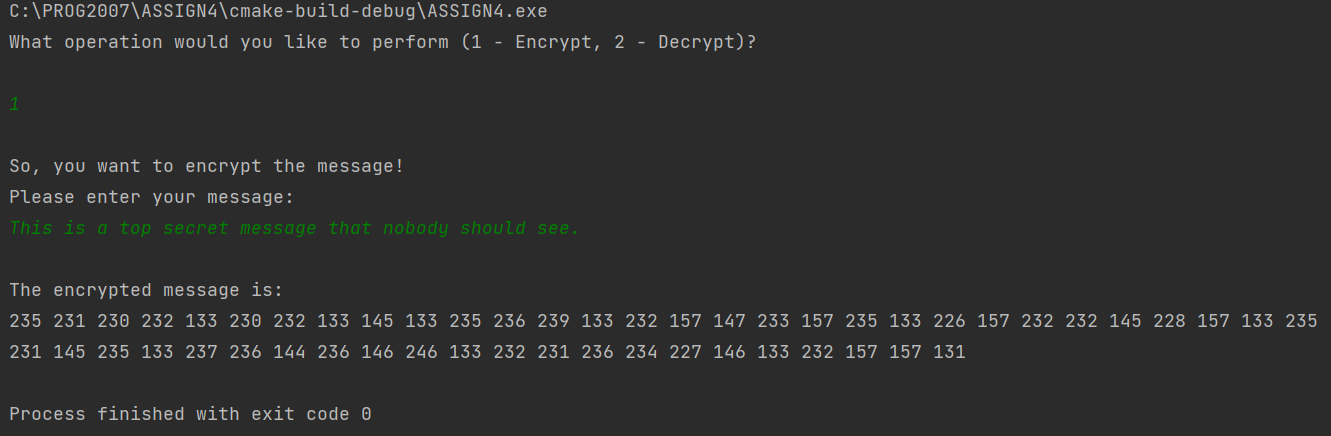 C:\PROG2007\ASSIGN4\cmake-build-debug\ASSIGN4.exe
What operation would you like to perform (1 - Encrypt, 2 - Decrypt)?
1
So, you want to encrypt the message!
Please enter your message:
This is a top secret message that nobody should see.
The encrypted message is:
235 231 230 232 133 230 232 133 145 133 235 236 239 133 232 157 147 233 157 235 133 226 157 232 232 145 228 157 133 235
231 145 235 133 237 236 144 236 146 246 133 232 231 236 234 227 146 133 232 157 157 131
Process finished with exit code 0